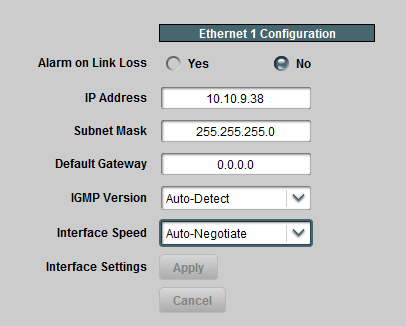 Ethernet 1 Configuration
Alarm on Link Loss Yes No
IP Address 10.10.9.38
Subnet Mask 255.255.255.0
Default Gateway 0.0.0.0
IGMP Version Auto-Detect
Interface Speed Auto-Negotiate
Interface Settings Apply
Cancel